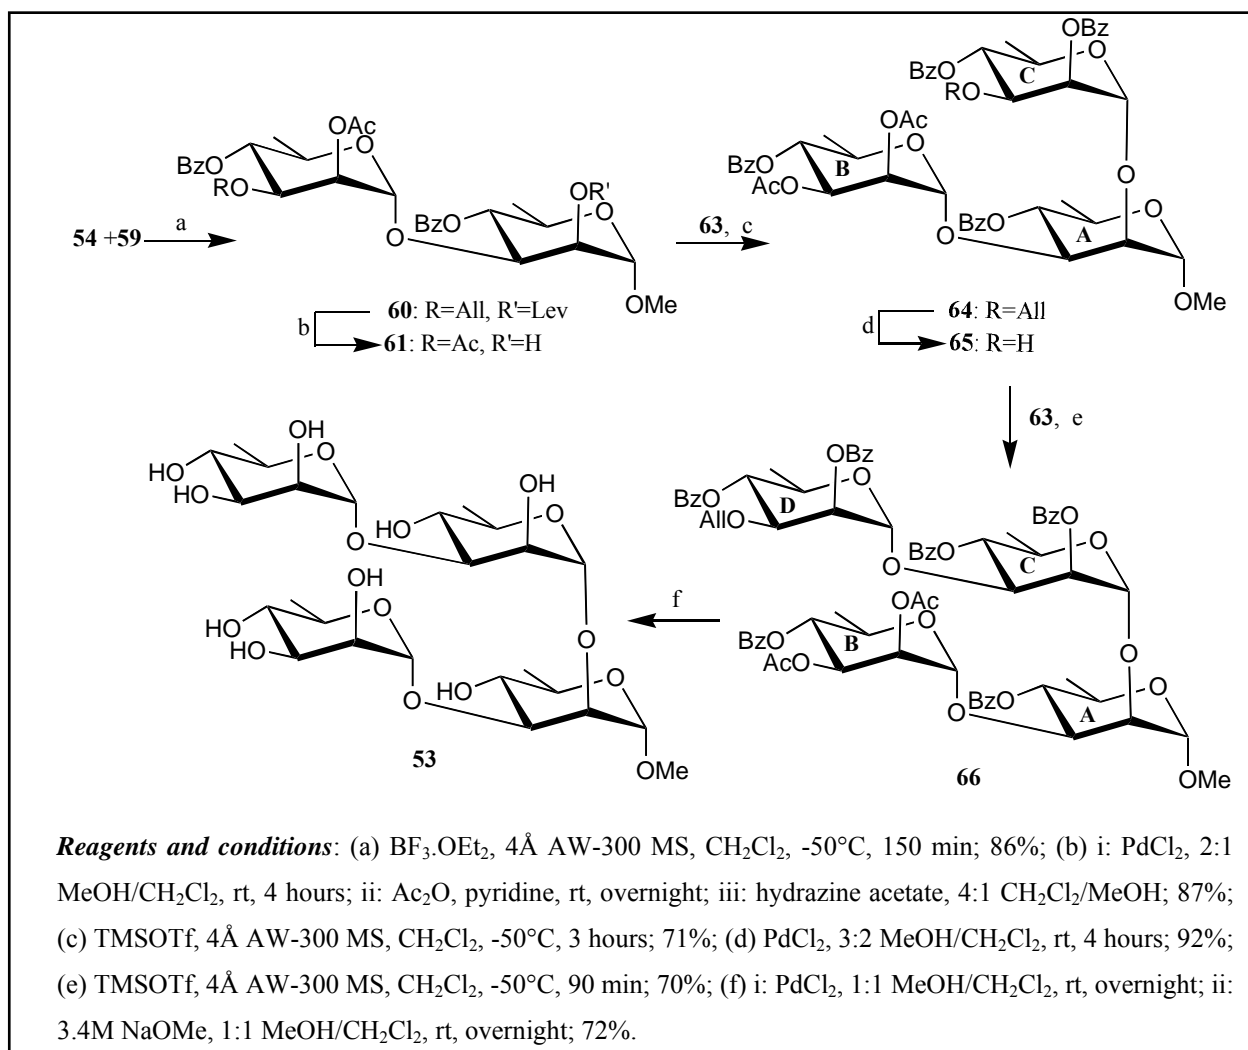 OBz
O
BzO
C
RO
OAc
O
BzO
RO
OR'
O
BzO
O
OMe
54 +59
a
63, c
OAc
O
BzO
B
AcO
O
BzO
A
O
O
OMe
60: R=All, R'=Lev
b
61: R=Ac, R'=H
64: R=All
d
65: R=H
63, e
OH
O
HO
HO
OH
O
HO
O
OH
O
HO
HO
O
HO
O
O
OMe
53
f
OBz
O
BzO
D
AllO
BzO
O
BzO
C
O
OAc
O
BzO
B
AcO
O
BzO
A
O
O
OMe
66
Reagents and conditions: (a) BF3.OEt2, 4Å AW-300 MS, CH2Cl2, -50°C, 150 min; 86%; (b) i: PdCl2, 2:1
MeOH/CH2Cl2, rt, 4 hours; ii: Ac2O, pyridine, rt, overnight; iii: hydrazine acetate, 4:1 CH2Cl2/MeOH; 87%;
(c) TMSOTf, 4Å AW-300 MS, CH2Cl2, -50°C, 3 hours; 71%; (d) PdCl2, 3:2 MeOH/CH2Cl2, rt, 4 hours; 92%;
(e) TMSOTf, 4Å AW-300 MS, CH2Cl2, -50°C, 90 min; 70%; (f) i: PdCl2, 1:1 MeOH/CH2Cl2, rt, overnight; ii:
3.4M NaOMe, 1:1 MeOH/CH2Cl2, rt, overnight; 72%.